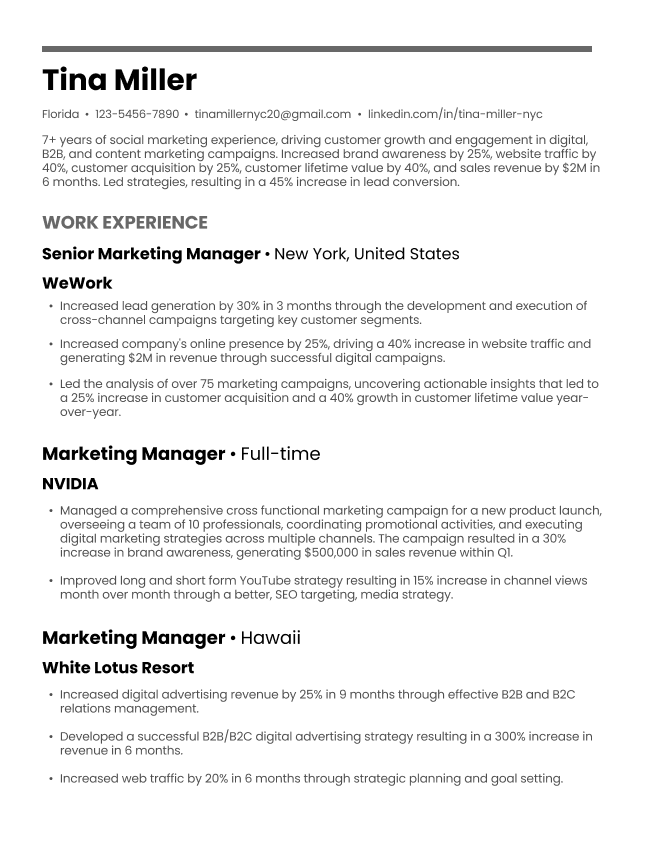 Tina Miller
Florida • 123-5456-7890 • tinamillernyc20@gmail.com • linkedin.com/in/tina-miller-nyc
7+ years of social marketing experience, driving customer growth and engagement in digital,
B2B, and content marketing campaigns. Increased brand awareness by 25%, website traffic by
40%, customer acquisition by 25%, customer lifetime value by 40%, and sales revenue by $2M in
6 months. Led strategies, resulting in a 45% increase in lead conversion.
WORK EXPERIENCE
Senior Marketing Manager • New York, United States
WeWork
• Increased lead generation by 30% in 3 months through the development and execution of
cross-channel campaigns targeting key customer segments.
• Increased company's online presence by 25%, driving a 40% increase in website traffic and
generating $2M in revenue through successful digital campaigns.
• Led the analysis of over 75 marketing campaigns, uncovering actionable insights that led to
a 25% increase in customer acquisition and a 40% growth in customer lifetime value year-
over-year.
Marketing Manager • Full-time
NVIDIA
• Managed a comprehensive cross functional marketing campaign for a new product launch,
overseeing a team of 10 professionals, coordinating promotional activities, and executing
digital marketing strategies across multiple channels. The campaign resulted in a 30%
increase in brand awareness, generating $500,000 in sales revenue within Q1.
• Improved long and short form YouTube strategy resulting in 15% increase in channel views
month over month through a better, SEO targeting, media strategy.
Marketing Manager • Hawaii
White Lotus Resort
• Increased digital advertising revenue by 25% in 9 months through effective B2B and B2C
relations management.
• Developed a successful B2B/B2C digital advertising strategy resulting in a 300% increase in
revenue in 6 months.
• Increased web traffic by 20% in 6 months through strategic planning and goal setting.